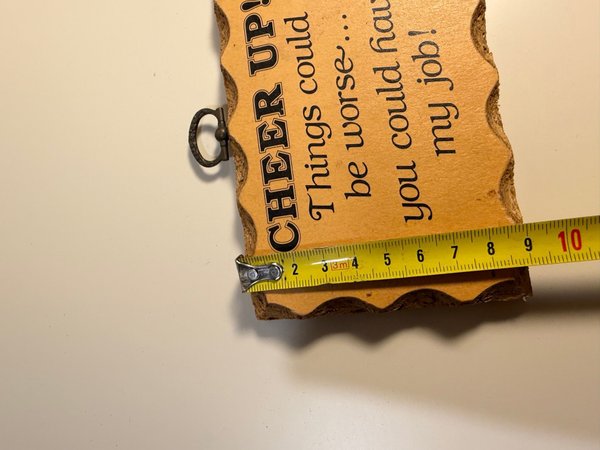 CHEER UP!
Things could
be worse...
you could hav
my job!
2 3 3m 4 5 6 7 8 9 10